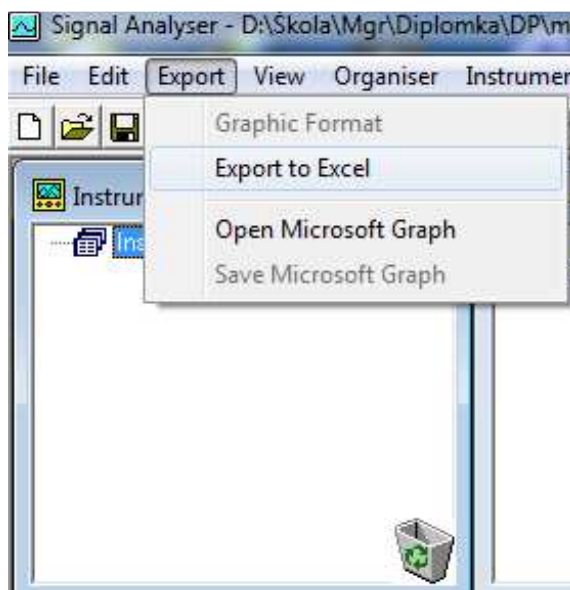 Signal Analyser - D:\Škola\Mgr\Diplomka\DP\m
File Edit Export View Organiser Instrumer
Graphic Format
Export to Excel
Instrur
Open Microsoft Graph
Ins
Save Microsoft Graph